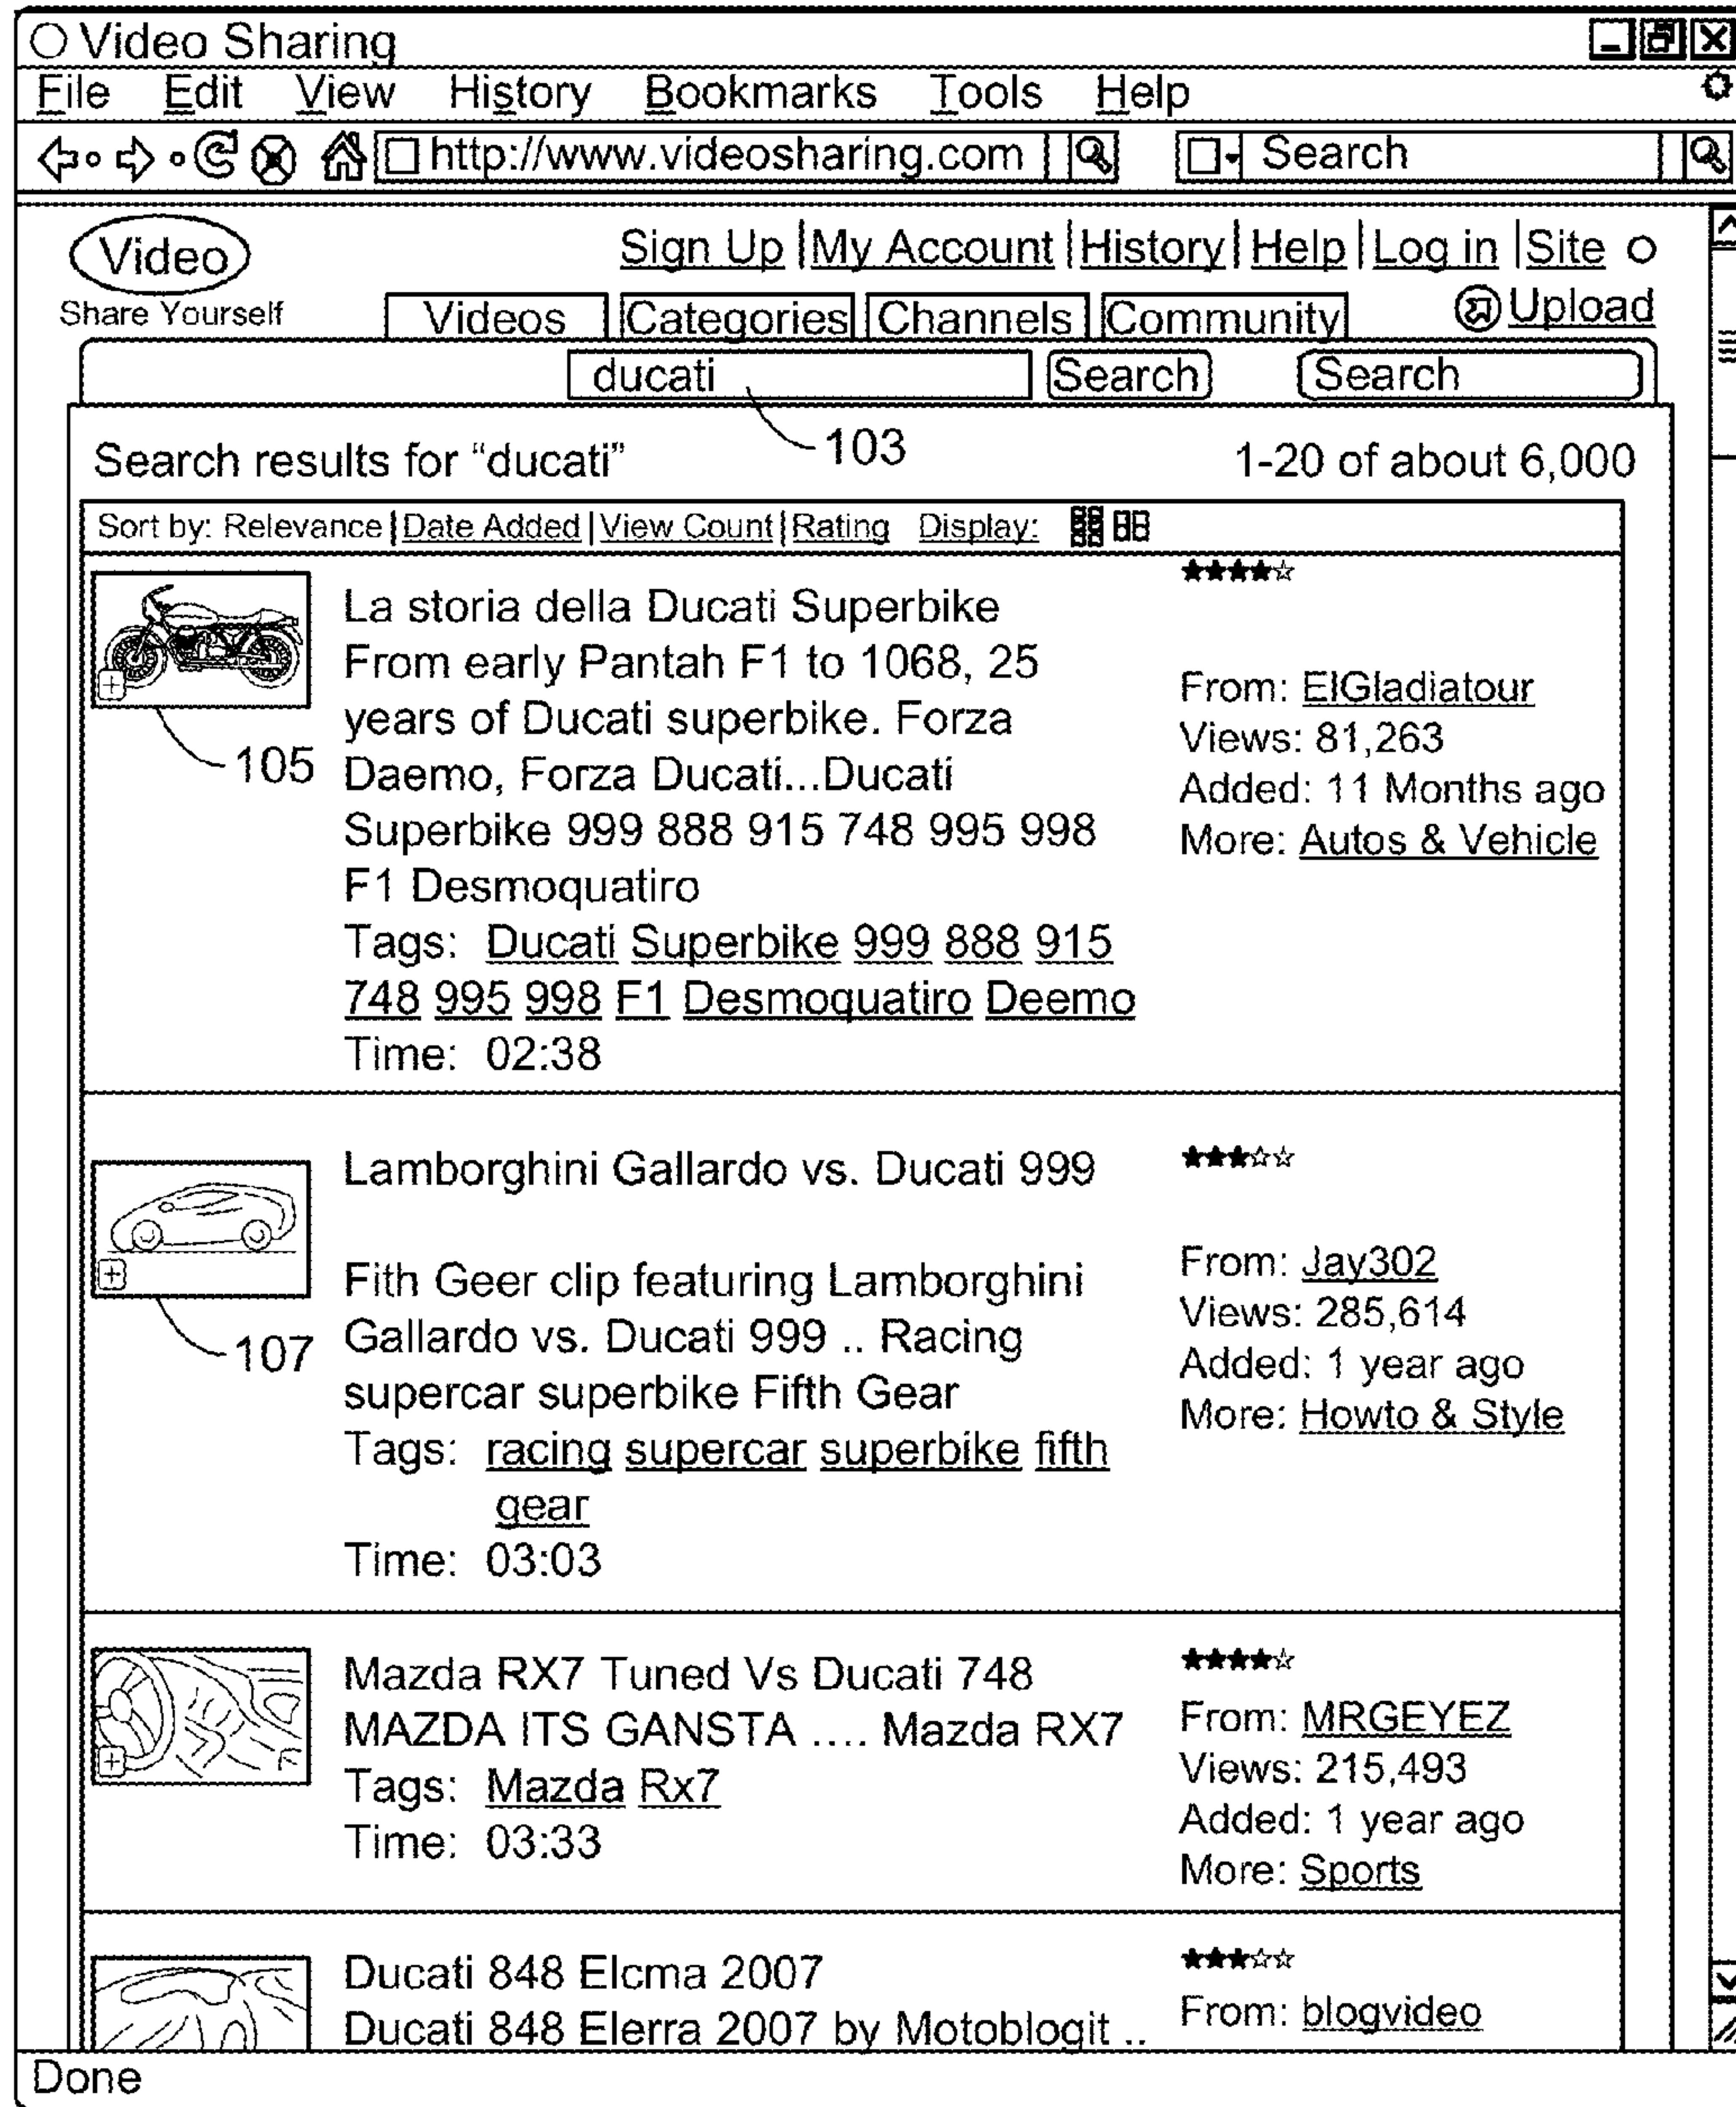 Video Sharing
File Edit View History Bookmarks Tools Help
http://www.videosharing.com Search
Video
Share Yourself
Sign Up | My Account | History | Help | Log in | Site
Videos Categories Channels Community Upload
ducati Search Search
103
Search results for “ducati” 1-20 of about 6,000
Sort by: Relevance | Date Added | View Count | Rating Display:
105
La storia della Ducati Superbike
From early Pantah F1 to 1068, 25
years of Ducati superbike. Forza
Daemo, Forza Ducati...Ducati
Superbike 999 888 915 748 995 998
F1 Desmoquatiro
Tags: Ducati Superbike 999 888 915
748 995 998 F1 Desmoquatiro Deemo
Time: 02:38
From: ElGladiatour
Views: 81,263
Added: 11 Months ago
More: Autos & Vehicle
107
Lamborghini Gallardo vs. Ducati 999
Fith Geer clip featuring Lamborghini
Gallardo vs. Ducati 999 .. Racing
supercar superbike Fifth Gear
Tags: racing supercar superbike fifth
gear
Time: 03:03
From: Jay302
Views: 285,614
Added: 1 year ago
More: Howto & Style
Mazda RX7 Tuned Vs Ducati 748
MAZDA ITS GANSTA .... Mazda RX7
Tags: Mazda Rx7
Time: 03:33
From: MRGEYEZ
Views: 215,493
Added: 1 year ago
More: Sports
Ducati 848 Elcma 2007
Ducati 848 Elerra 2007 by Motoblogit ..
From: blogvideo
Done